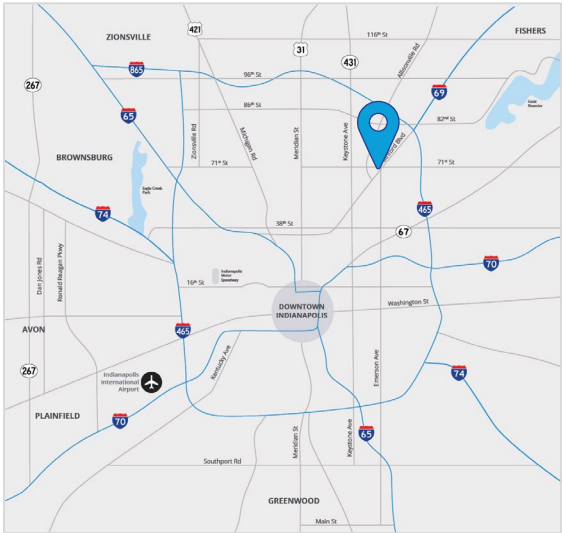 ZIONSVILLE
421
116th St
FISHERS
31
431
Allisonville Rd
865
96th St
267
69
65
86th St
82nd St
Zionsville Rd
Michigan Rd
Meridian St
Keystone Ave
BROWNSBURG
71st St
71st St
Eagle Creek
Park
74
465
38th St
67
70
Dan Jones Rd
Ronald Reagan Pkwy
Indianapolis
Motor
Speedway
16th St
DOWNTOWN
INDIANAPOLIS
Washington St
AVON
465
Kentucky Ave
Emerson Ave
267
Indianapolis
International
Airport
74
PLAINFIELD
70
Meridian St
Keystone Ave
65
Southport Rd
GREENWOOD
Main St